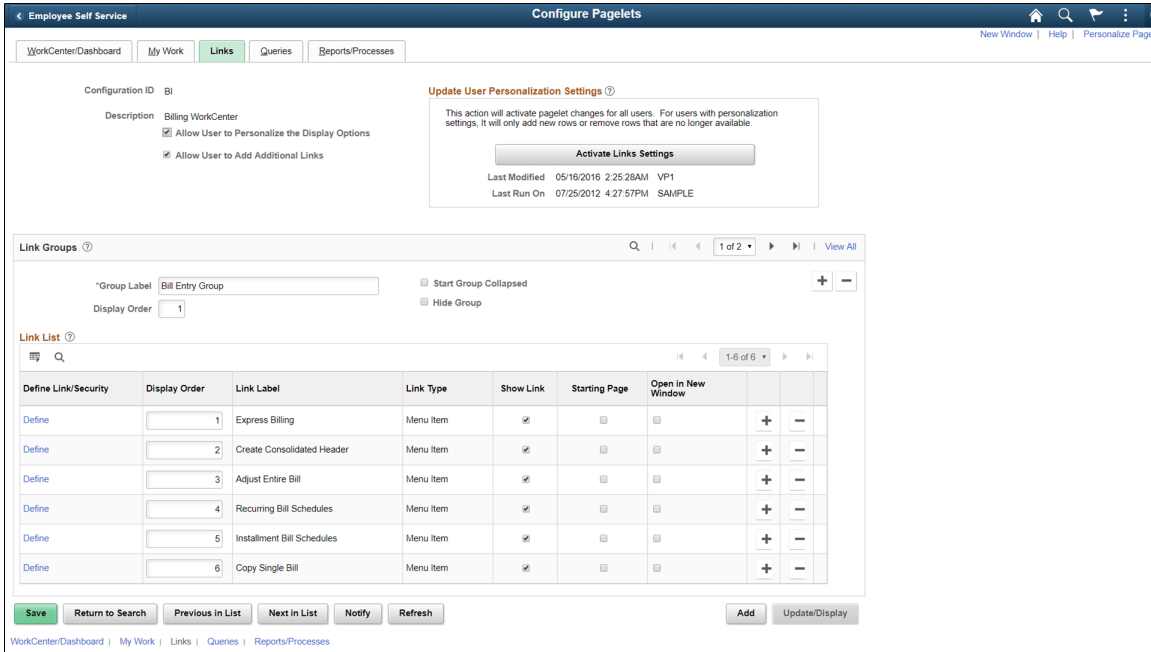 Employee Self Service
Configure Pagelets
New Window | Help | Personalize Page
WorkCenter/Dashboard My Work Links Queries Reports/Processes
Configuration ID BI
Description Billing WorkCenter
Allow User to Personalize the Display Options
Allow User to Add Additional Links
Update User Personalization Settings
This action will activate pagelet changes for all users. For users with personalization
settings, It will only add new rows or remove rows that are no longer available.
Activate Links Settings
Last Modified 05/16/2016 2:25:28AM VP1
Last Run On 07/25/2012 4:27:57PM SAMPLE
Link Groups
1 of 2
View All
*Group Label Bill Entry Group
Display Order 1
Start Group Collapsed
Hide Group
Link List
1-6 of 6
Define Link/Security Display Order Link Label Link Type Show Link Starting Page Open in New Window
Define 1 Express Billing Menu Item
Define 2 Create Consolidated Header Menu Item
Define 3 Adjust Entire Bill Menu Item
Define 4 Recurring Bill Schedules Menu Item
Define 5 Installment Bill Schedules Menu Item
Define 6 Copy Single Bill Menu Item
Save Return to Search Previous in List Next in List Notify Refresh Add Update/Display
WorkCenter/Dashboard | My Work | Links | Queries | Reports/Processes